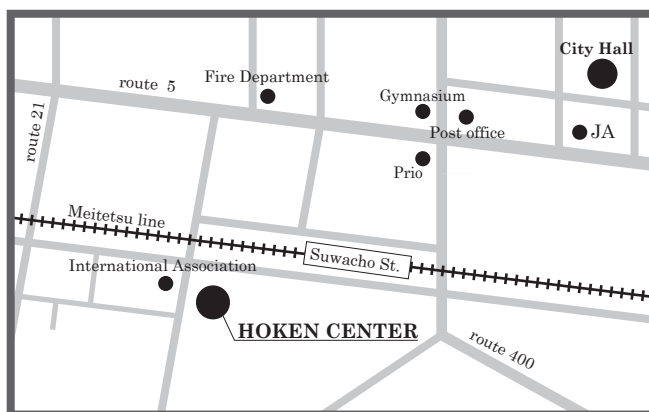 City Hall
route 5
Fire Department
Gymnasium
route 21
Post office
JA
Prio
Meitetsu line
Suwacho St.
International Association
HOKEN CENTER
route 400